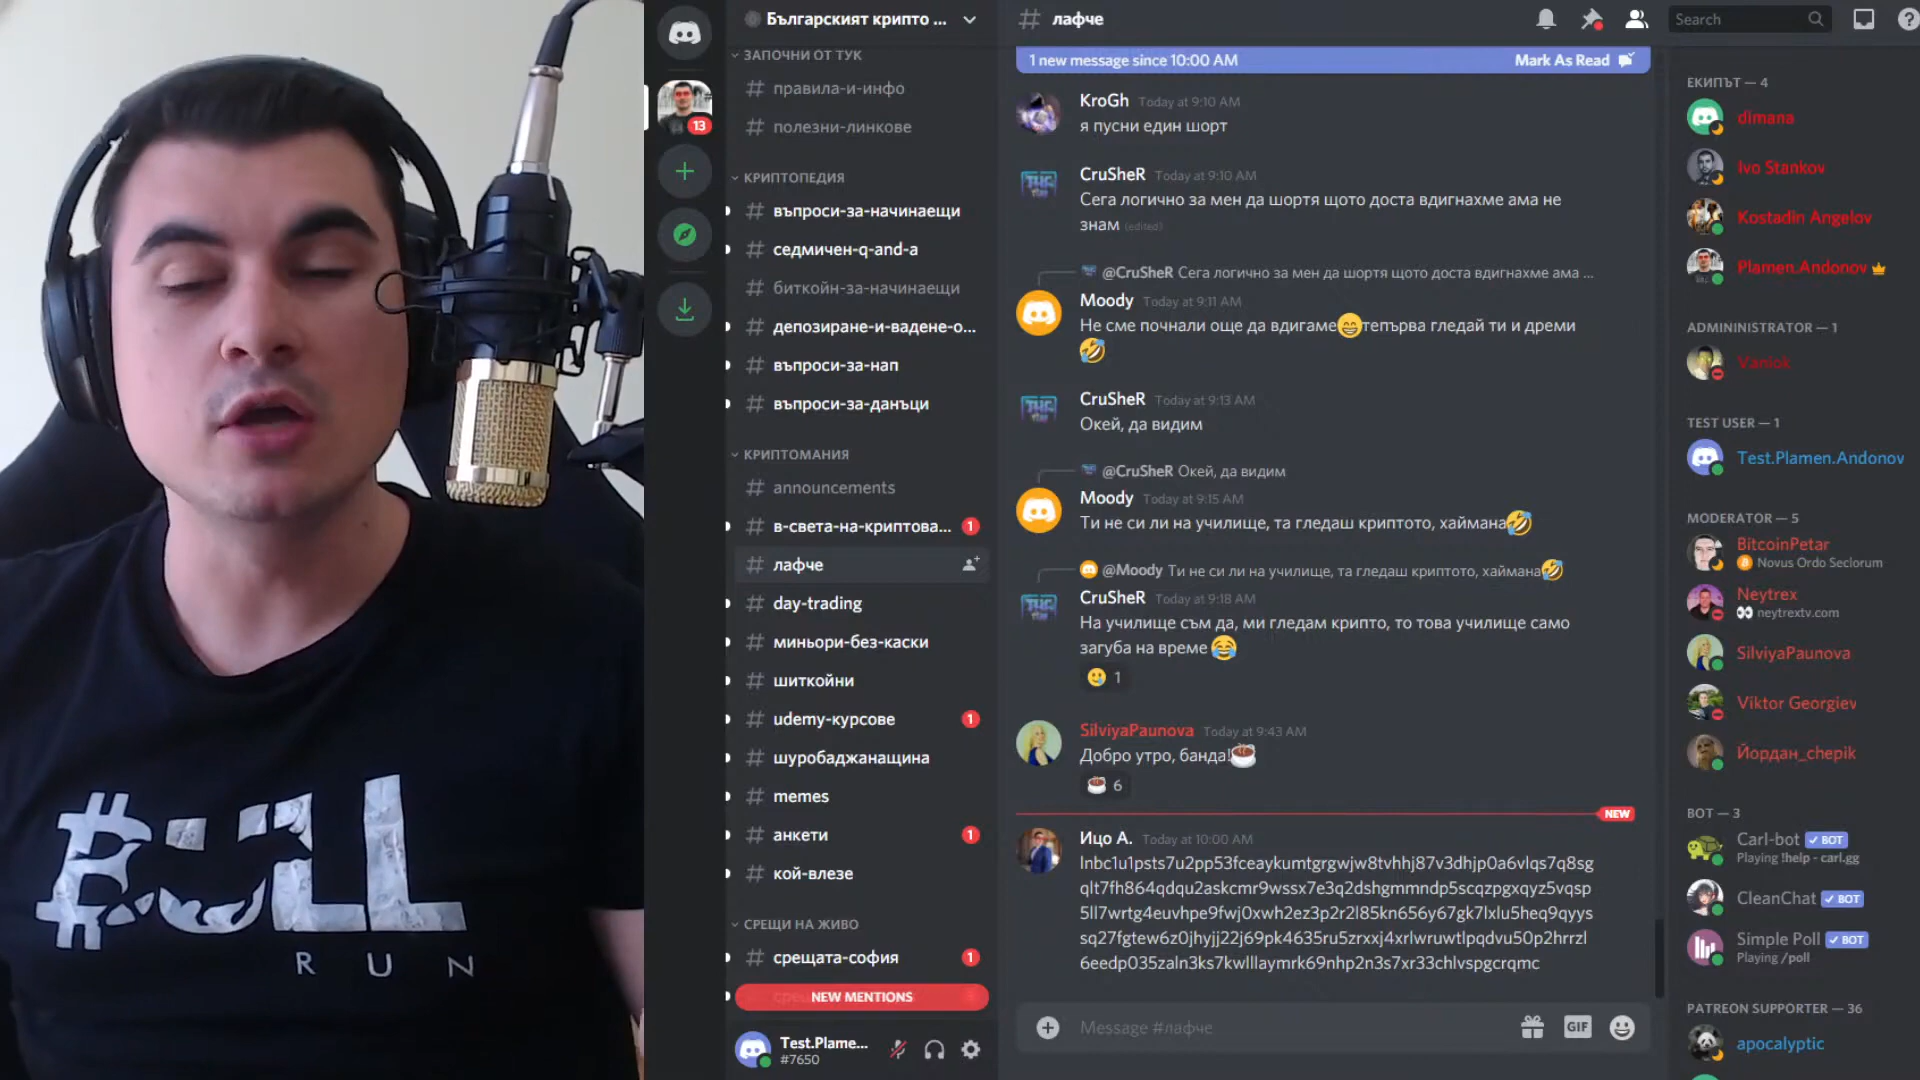 ₿ULL
RUN
13
Българският крипто ...
ЗАПОЧНИ ОТ ТУК
# правила-и-инфо
# полезни-линкове
КРИПТОПЕДИЯ
# въпроси-за-начинаещи
# седмичен-q-and-a
# биткойн-за-начинаещи
# депозиране-и-вадене-о...
# въпроси-за-нап
# въпроси-за-данъци
КРИПТОМАНИЯ
# announcements
# в-света-на-криптова... 1
# лафче
# day-trading
# миньори-без-каски
# шиткойни
# udemy-курсове 1
# шуробаджанащина
# memes
# анкети 1
# кой-влезе
СРЕЩИ НА ЖИВО
# срещата-софия 1
NEW MENTIONS
Test.Plame...
#7650
# лафче
Search
1 new message since 10:00 AM Mark As Read
KroGh Today at 9:10 AM
я пусни един шорт
CruSheR Today at 9:10 AM
Сега логично за мен да шортя щото доста вдигнахме ама не
знам (edited)
@CruSheR Сега логично за мен да шортя щото доста вдигнахме ама ...
Moody Today at 9:11 AM
Не сме почнали още да вдигаме😁тепърва гледай ти и дреми
🤣
CruSheR Today at 9:13 AM
Окей, да видим
@CruSheR Окей, да видим
Moody Today at 9:15 AM
Ти не си ли на училище, та гледаш криптото, хаймана🤣
@Moody Ти не си ли на училище, та гледаш криптото, хаймана🤣
CruSheR Today at 9:18 AM
На училище съм да, ми гледам крипто, то това училище само
загуба на време 😂
🥲 1
SilviyaPaunova Today at 9:43 AM
Добро утро, банда!☕
☕ 6
NEW
Ицо А. Today at 10:00 AM
lnbc1u1psts7u2pp53fceaykumtgrgwjw8tvhhj87v3dhjp0a6vlqs7q8sg
qlt7fh864qdqu2askcmr9wssx7e3q2dshgmmndp5scqzpgxqyz5vqsp
5ll7wrtg4euvhpe9fwj0xwh2ez3p2r2l85kn656y67gk7lxlu5heq9qyys
sq27fgtew6z0jhyjj22j69pk4635ru5zrxxj4xrlwruwtlpqdvu50p2hrrzl
6eedp035zaln3ks7kwlllaymrk69nhp2n3s7xr33chlvspgcrqmc
Message #лафче
GIF
ЕКИПЪТ — 4
dimana
Ivo Stankov
Kostadin Angelov
Plamen.Andonov
ADMININISTRATOR — 1
Vaniok
TEST USER — 1
Test.Plamen.Andonov
MODERATOR — 5
BitcoinPetar
Novus Ordo Seclorum
Neytrex
👀 neytrextv.com
SilviyaPaunova
Viktor Georgiev
Йордан_chepik
BOT — 3
Carl-bot ✓ BOT
Playing !help - carl.gg
CleanChat ✓ BOT
Simple Poll ✓ BOT
Playing /poll
PATREON SUPPORTER — 36
apocalyptic